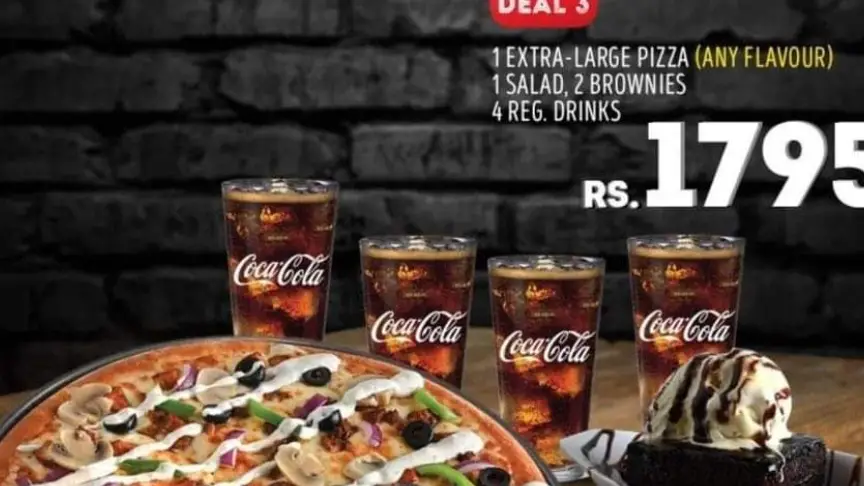 DEAL 3
1 EXTRA-LARGE PIZZA (ANY FLAVOUR)
1 SALAD, 2 BROWNIES
4 REG. DRINKS
RS. 1795
Coca-Cola
Coca-Cola
Coca-Cola
Coca-Cola